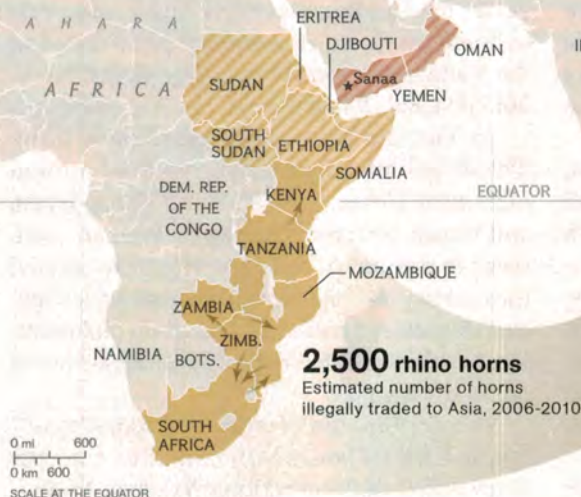 AHARA
AFRICA
ERITREA
DJIBOUTI
OMAN
SUDAN
Sanaa
YEMEN
SOUTH
SUDAN
ETHIOPIA
SOMALIA
DEM. REP.
OF THE
CONGO
KENYA
EQUATOR
TANZANIA
MOZAMBIQUE
ZAMBIA
ZIMB.
NAMIBIA
BOTS.
2,500 rhino horns
Estimated number of horns
illegally traded to Asia, 2006-2010
SOUTH
AFRICA
0 mi 600
0 km 600
SCALE AT THE EQUATOR